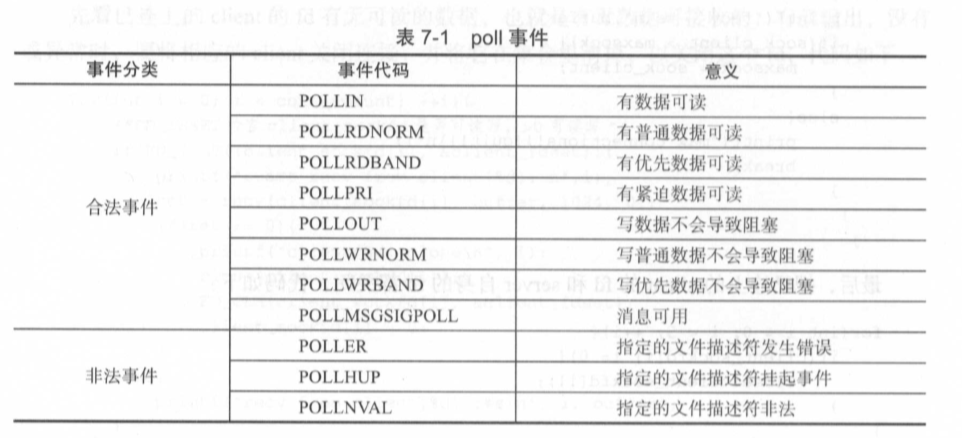 表 7-1 poll 事件
事件分类 事件代码 意义
合法事件 POLLIN 有数据可读
POLLRDNORM 有普通数据可读
POLLRDBAND 有优先数据可读
POLLPRI 有紧迫数据可读
POLLOUT 写数据不会导致阻塞
POLLWRNORM 写普通数据不会导致阻塞
POLLWRBAND 写优先数据不会导致阻塞
POLLMSGSIGPOLL 消息可用
非法事件 POLLER 指定的文件描述符发生错误
POLLHUP 指定的文件描述符挂起事件
POLLNVAL 指定的文件描述符非法